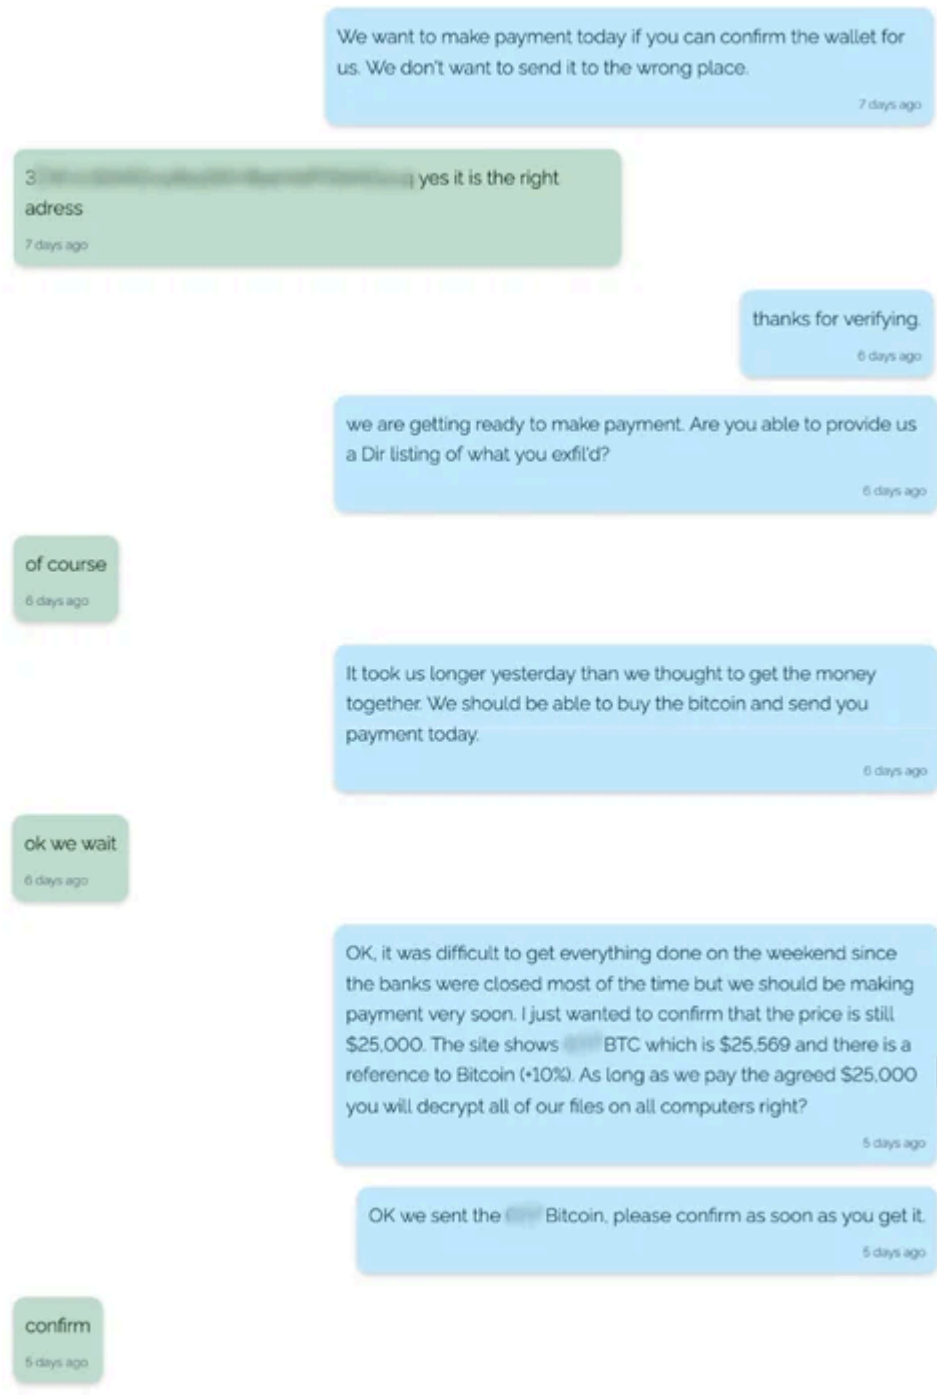 We want to make payment today if you can confirm the wallet for
us. We don't want to send it to the wrong place.
7 days ago
3 yes it is the right
adress
7 days ago
thanks for verifying.
6 days ago
we are getting ready to make payment. Are you able to provide us
a Dir listing of what you exfil'd?
6 days ago
of course
6 days ago
It took us longer yesterday than we thought to get the money
together. We should be able to buy the bitcoin and send you
payment today.
6 days ago
ok we wait
6 days ago
OK, it was difficult to get everything done on the weekend since
the banks were closed most of the time but we should be making
payment very soon. I just wanted to confirm that the price is still
$25,000. The site shows BTC which is $25,569 and there is a
reference to Bitcoin (+10%). As long as we pay the agreed $25,000
you will decrypt all of our files on all computers right?
5 days ago
OK we sent the Bitcoin, please confirm as soon as you get it.
5 days ago
confirm
5 days ago